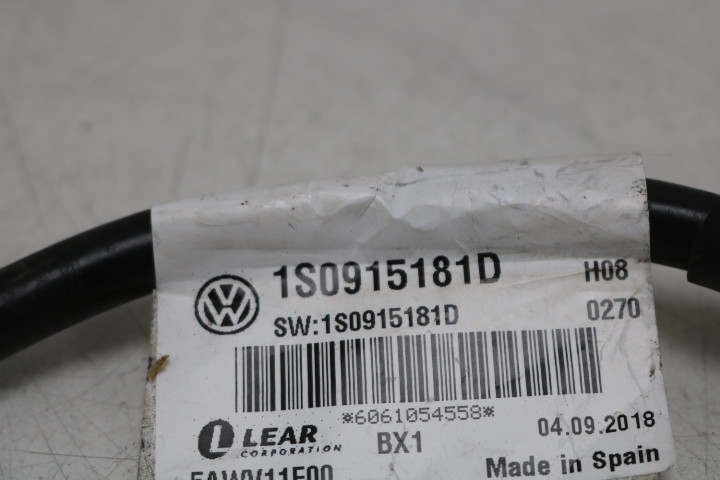 1S0915181D H08
SW:1S0915181D 0270
*6061054558*
LEAR BX1 04.09.2018
CORPORATION
Made in Spain